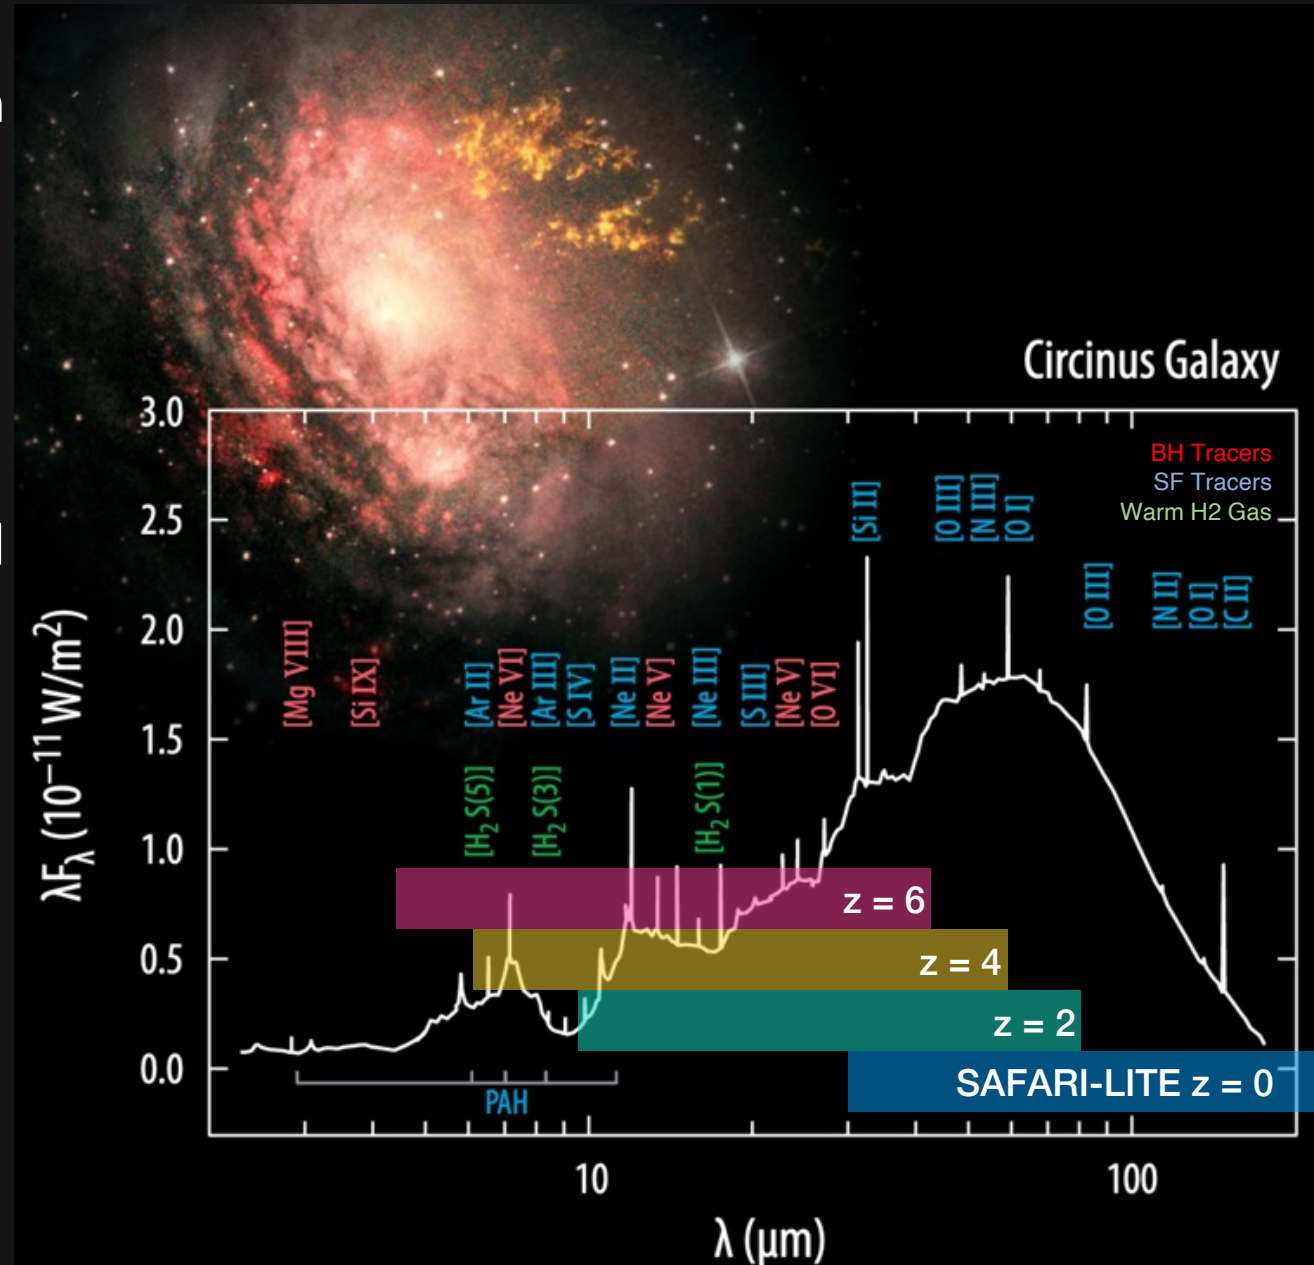 Circinus Galaxy
BH Tracers
SF Tracers
Warm H2 Gas
3.0
2.5
2.0
1.5
1.0
0.5
0.0
λFλ (10⁻¹¹ W/m²)
[Si II]
[O III]
[N III]
[O I]
[O III]
[N II]
[O I]
[C II]
[Mg VIII]
[Si IX]
[Ar II]
[Ne VI]
[Ar III]
[S IV]
[Ne II]
[Ne V]
[Ne III]
[S III]
[Ne V]
[O VI]
[H₂ S(5)]
[H₂ S(3)]
[H₂ S(1)]
z = 6
z = 4
z = 2
SAFARI-LITE z = 0
PAH
10
100
λ (μm)